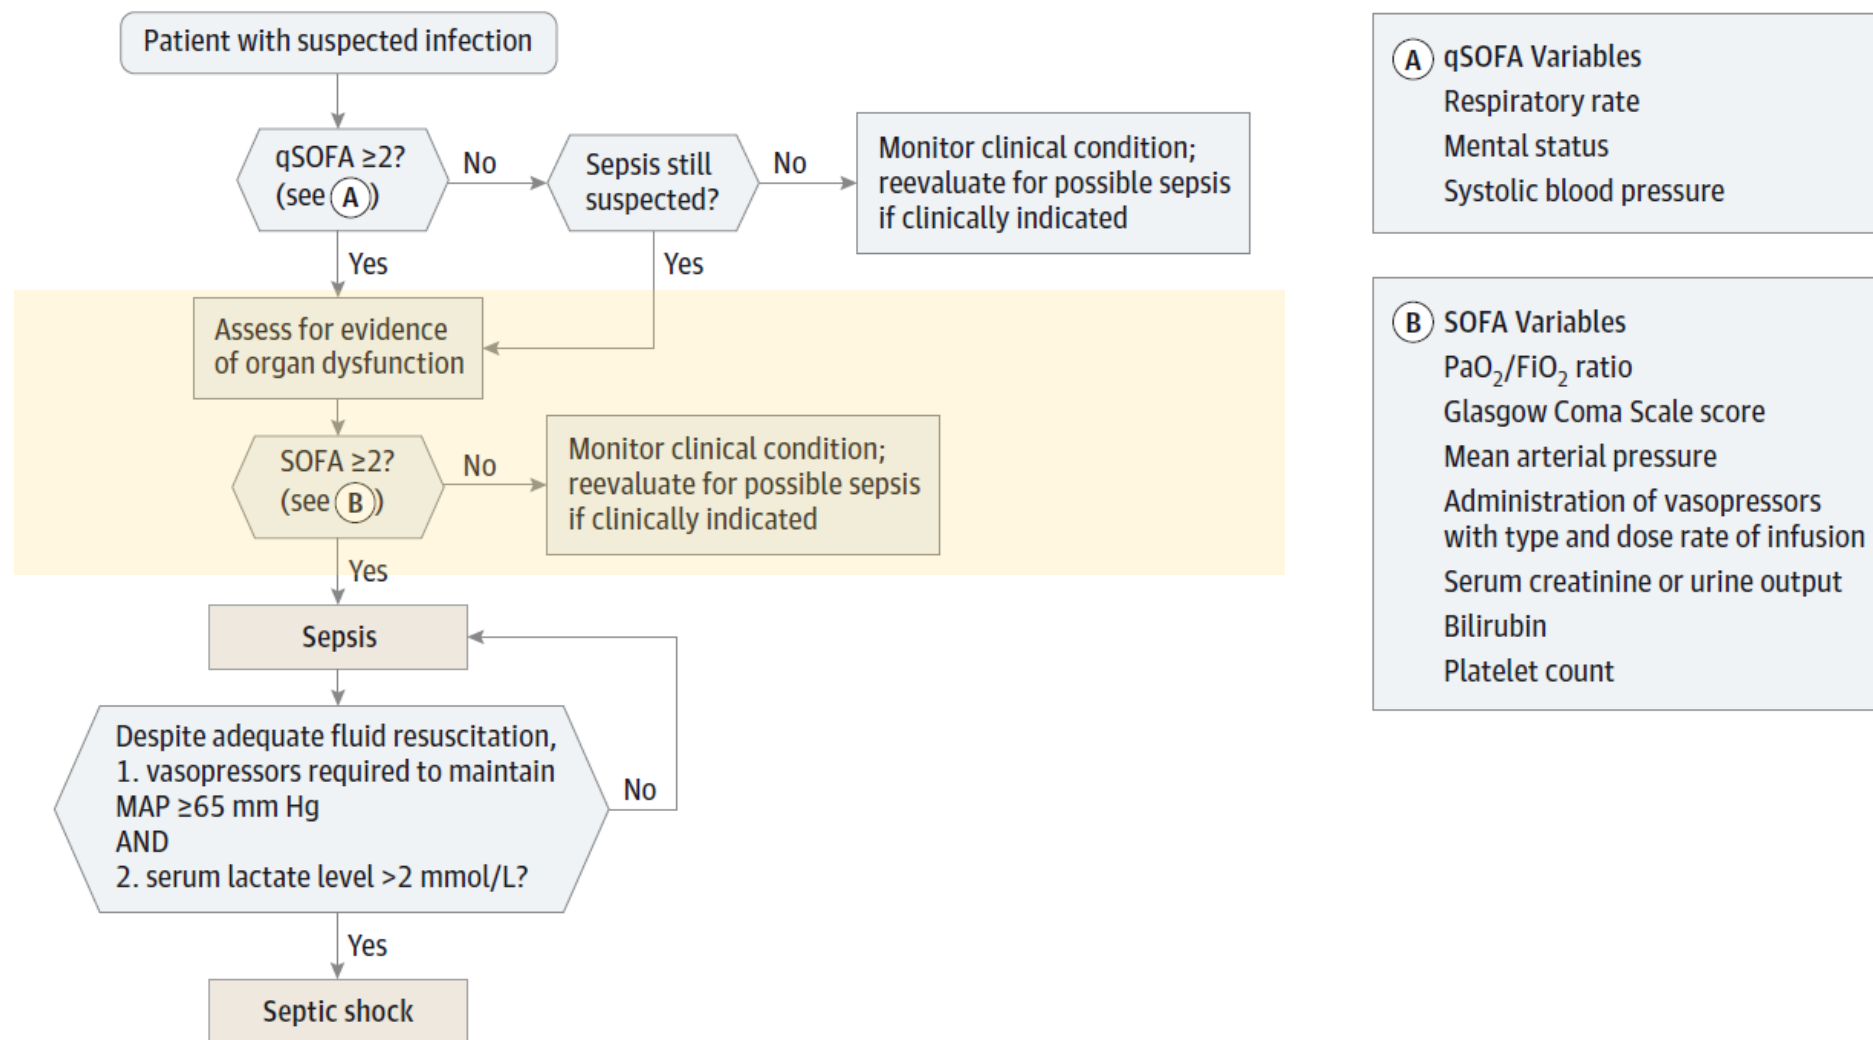 Patient with suspected infection
qSOFA ≥2?
(see A)
No
Sepsis still
suspected?
No
Monitor clinical condition;
reevaluate for possible sepsis
if clinically indicated
Yes
Yes
Assess for evidence
of organ dysfunction
SOFA ≥2?
(see B)
No
Monitor clinical condition;
reevaluate for possible sepsis
if clinically indicated
Yes
Sepsis
Despite adequate fluid resuscitation,
1. vasopressors required to maintain
MAP ≥65 mm Hg
AND
2. serum lactate level >2 mmol/L?
No
Yes
Septic shock
A qSOFA Variables
Respiratory rate
Mental status
Systolic blood pressure
B SOFA Variables
PaO2/FiO2 ratio
Glasgow Coma Scale score
Mean arterial pressure
Administration of vasopressors
with type and dose rate of infusion
Serum creatinine or urine output
Bilirubin
Platelet count